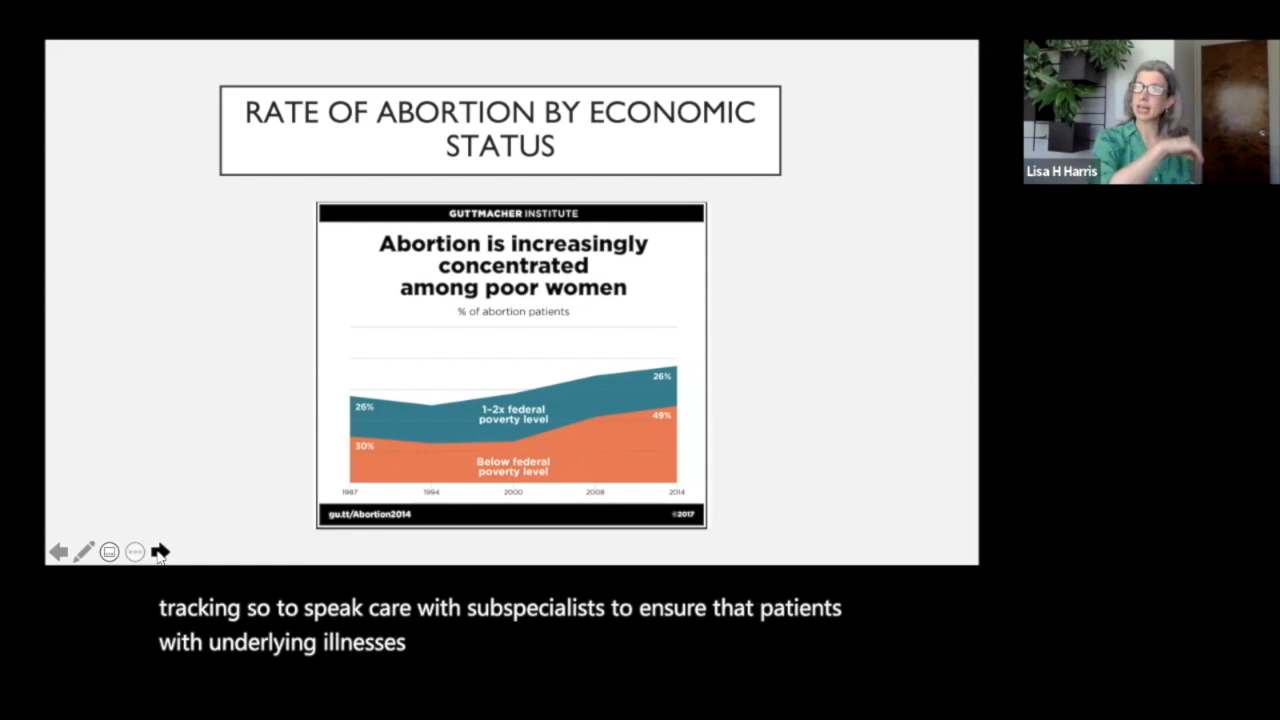 RATE OF ABORTION BY ECONOMIC
STATUS
GUTTMACHER INSTITUTE
Abortion is increasingly
concentrated
among poor women
% of abortion patients
26%
26%
1–2x federal
poverty level
49%
30%
Below federal
poverty level
1987 1994 2000 2008 2014
gu.tt/Abortion2014 ©2017
Lisa H Harris
tracking so to speak care with subspecialists to ensure that patients
with underlying illnesses